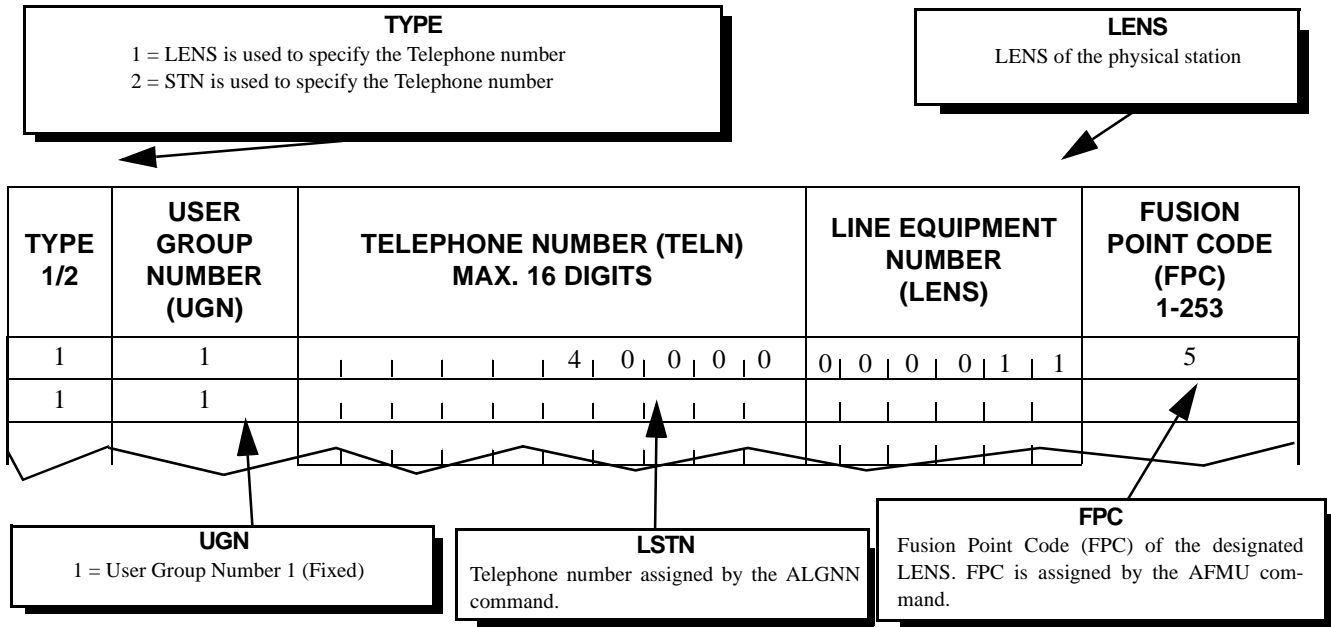 TYPE
1 = LENS is used to specify the Telephone number
2 = STN is used to specify the Telephone number
LENS
LENS of the physical station
TYPE
1/2
USER
GROUP
NUMBER
(UGN)
TELEPHONE NUMBER (TELN)
MAX. 16 DIGITS
LINE EQUIPMENT
NUMBER
(LENS)
FUSION
POINT CODE
(FPC)
1-253
1 1 4 0 0 0 0 0 0 0 0 1 1 5
1 1
UGN
1 = User Group Number 1 (Fixed)
LSTN
Telephone number assigned by the ALGNN
command.
FPC
Fusion Point Code (FPC) of the designated
LENS. FPC is assigned by the AFMU com-
mand.